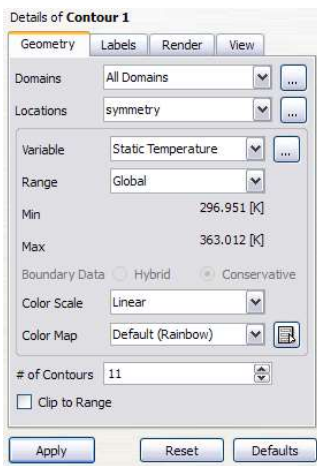 Details of Contour 1
Geometry Labels Render View
Domains All Domains ...
Locations symmetry ...
Variable Static Temperature ...
Range Global
Min 296.951 [K]
Max 363.012 [K]
Boundary Data Hybrid Conservative
Color Scale Linear
Color Map Default (Rainbow)
# of Contours 11
Clip to Range
Apply Reset Defaults